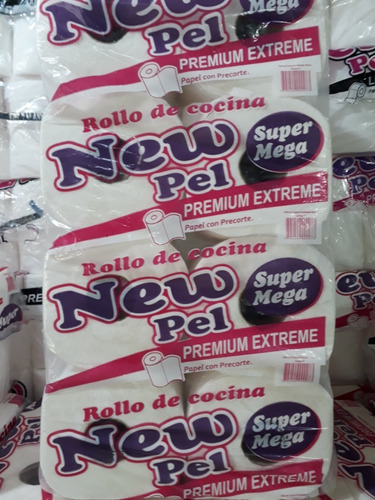 New
Pel
PREMIUM EXTREME
Papel con Precorte.
Rollo de cocina
New
Pel
Super
Mega
PREMIUM EXTREME
Papel con Precorte.
Rollo de cocina
New
Pel
Super
Mega
PREMIUM EXTREME
Papel con Precorte.
Rollo de cocina
New
Pel
Super
Mega
PREMIUM EXTREME